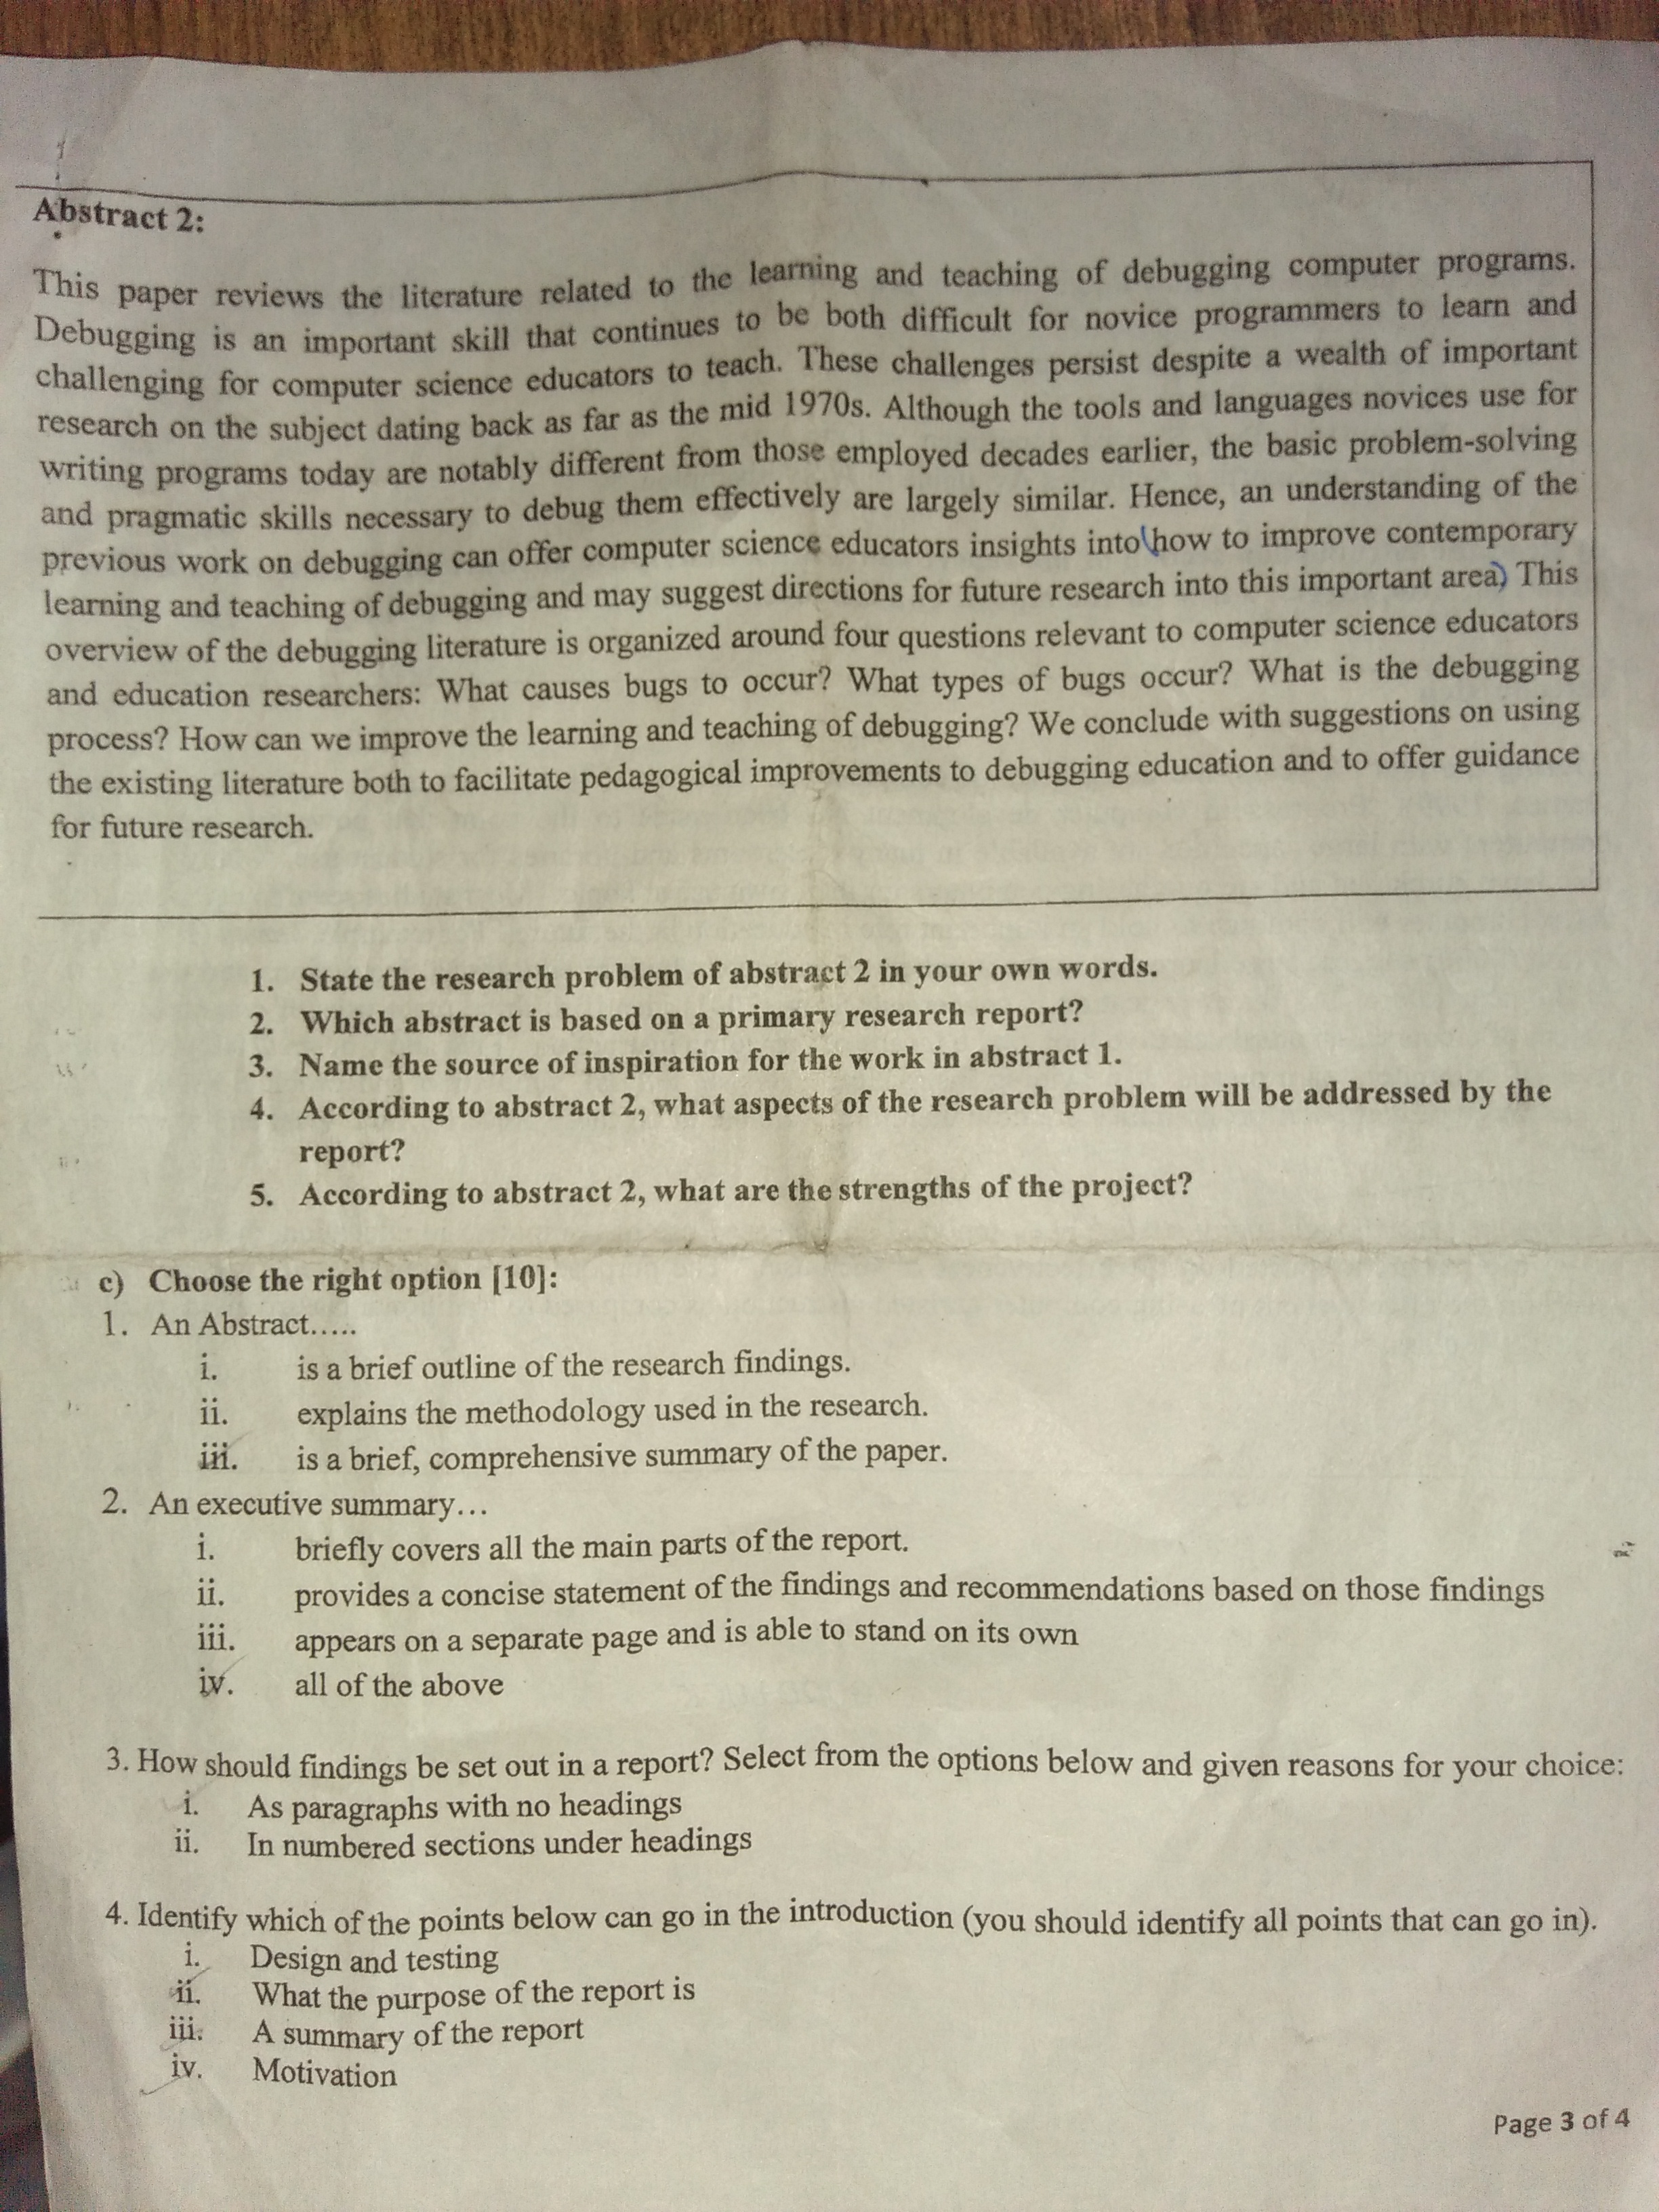 Abstract 2:
This paper reviews the literature related to the learning and teaching of debugging computer programs.
Debugging is an important skill that continues to be both difficult for novice programmers to learn and
challenging for computer science educators to teach. These challenges persist despite a wealth of important
research on the subject dating back as far as the mid 1970s. Although the tools and languages novices use for
writing programs today are notably different from those employed decades earlier, the basic problem-solving
and pragmatic skills necessary to debug them effectively are largely similar. Hence, an understanding of the
previous work on debugging can offer computer science educators insights into how to improve contemporary
learning and teaching of debugging and may suggest directions for future research into this important area. This
overview of the debugging literature is organized around four questions relevant to computer science educators
and education researchers: What causes bugs to occur? What types of bugs occur? What is the debugging
process? How can we improve the learning and teaching of debugging? We conclude with suggestions on using
the existing literature both to facilitate pedagogical improvements to debugging education and to offer guidance
for future research.
1. State the research problem of abstract 2 in your own words.
2. Which abstract is based on a primary research report?
3. Name the source of inspiration for the work in abstract 1.
4. According to abstract 2, what aspects of the research problem will be addressed by the
report?
5. According to abstract 2, what are the strengths of the project?
c) Choose the right option [10]:
1. An Abstract.....
i. is a brief outline of the research findings.
ii. explains the methodology used in the research.
iii. is a brief, comprehensive summary of the paper.
2. An executive summary...
i. briefly covers all the main parts of the report.
ii. provides a concise statement of the findings and recommendations based on those findings
iii. appears on a separate page and is able to stand on its own
iv. all of the above
3. How should findings be set out in a report? Select from the options below and given reasons for your choice:
i. As paragraphs with no headings
ii. In numbered sections under headings
4. Identify which of the points below can go in the introduction (you should identify all points that can go in).
i. Design and testing
ii. What the purpose of the report is
iii. A summary of the report
iv. Motivation
Page 3 of 4